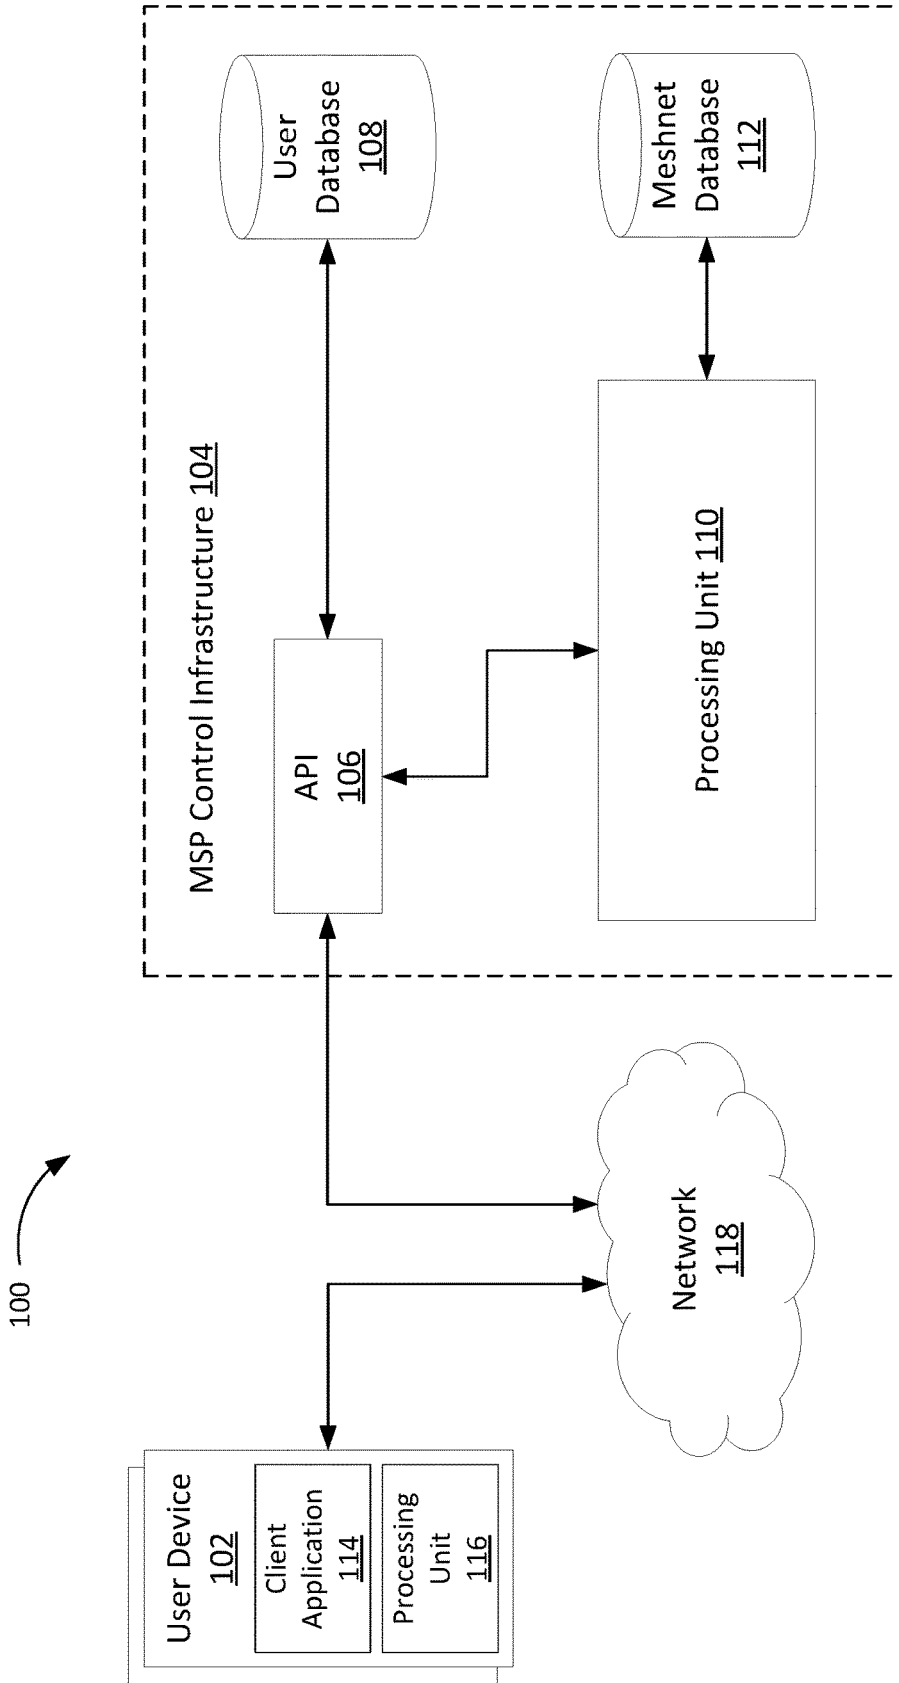 100
User Device
102
Client
Application
114
Processing
Unit
116
Network
118
MSP Control Infrastructure 104
API
106
User
Database
108
Processing Unit 110
Meshnet
Database
112